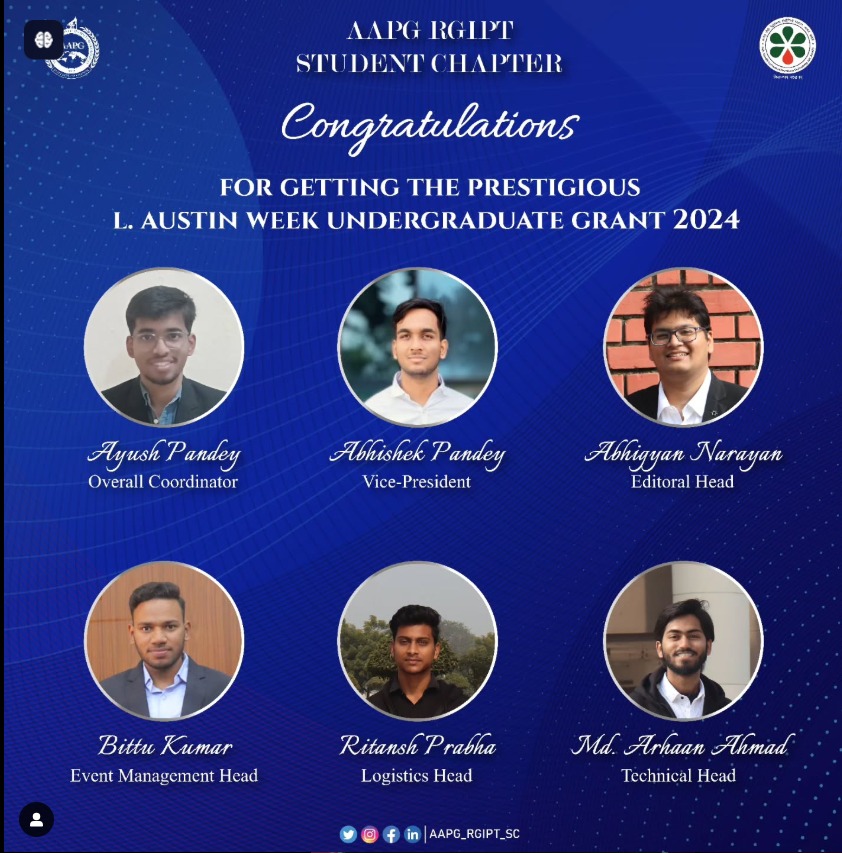 AAPG
AAPG RGIPT
STUDENT CHAPTER
Congratulations
FOR GETTING THE PRESTIGIOUS
L. AUSTIN WEEK UNDERGRADUATE GRANT 2024
Ayush Pandey
Overall Coordinator
Abhishek Pandey
Vice-President
Abhigyan Narayan
Editoral Head
Bittu Kumar
Event Management Head
Ritansh Prabha
Logistics Head
Md. Arhaan Ahmad
Technical Head
AAPG_RGIPT_SC